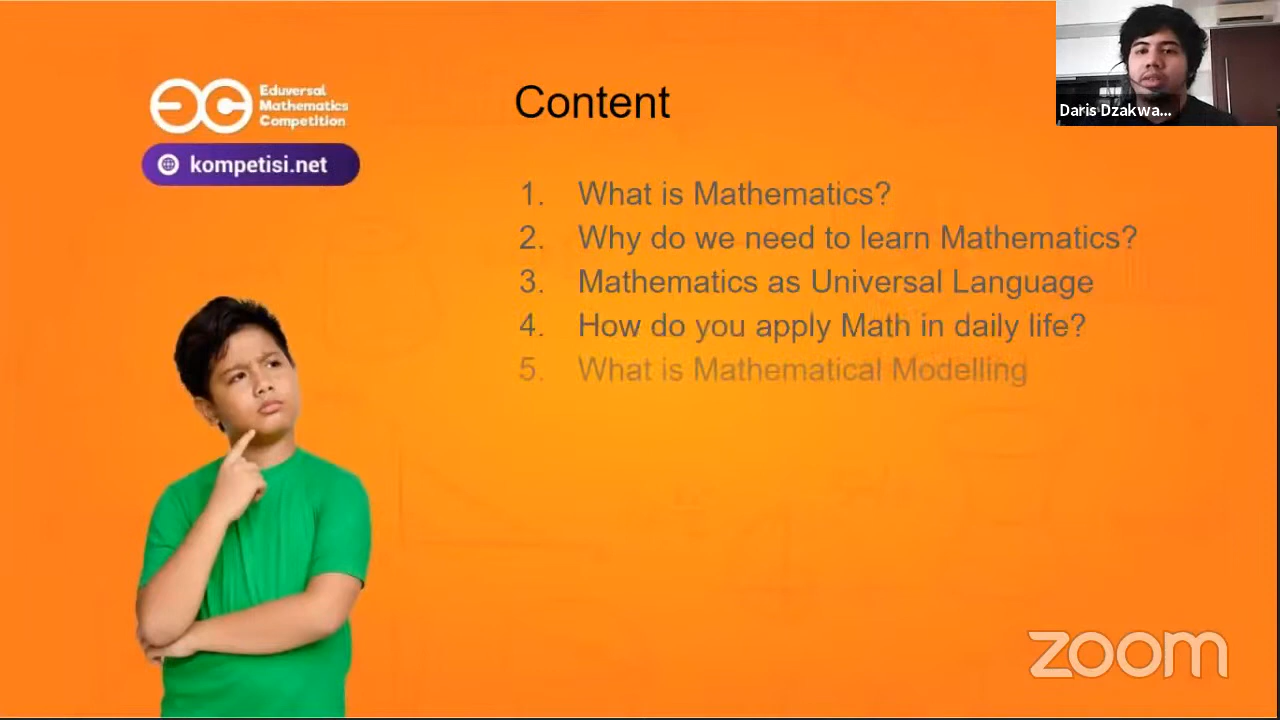 Eduversal
Mathematics
Competition
kompetisi.net
Content
1. What is Mathematics?
2. Why do we need to learn Mathematics?
3. Mathematics as Universal Language
4. How do you apply Math in daily life?
5. What is Mathematical Modelling
Daris Dzakwa...
zoom